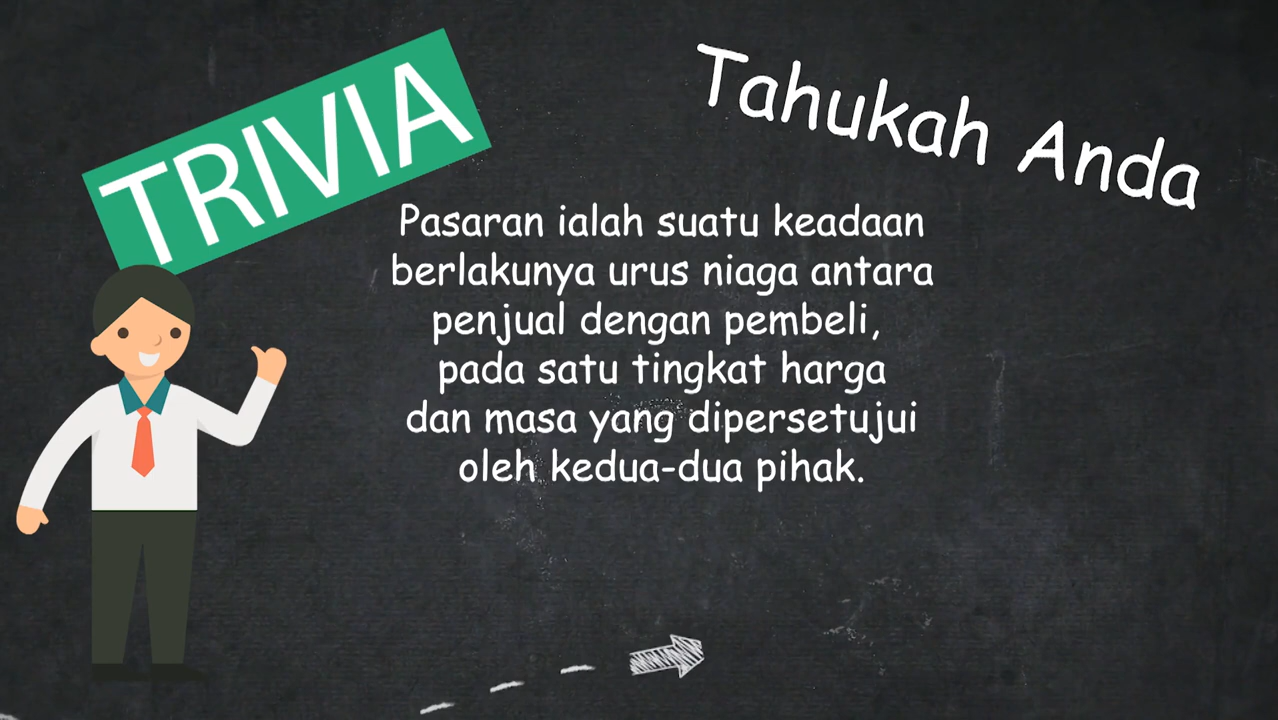 TRIVIA
Tahukah Anda
Pasaran ialah suatu keadaan
berlakunya urus niaga antara
penjual dengan pembeli,
pada satu tingkat harga
dan masa yang dipersetujui
oleh kedua-dua pihak.